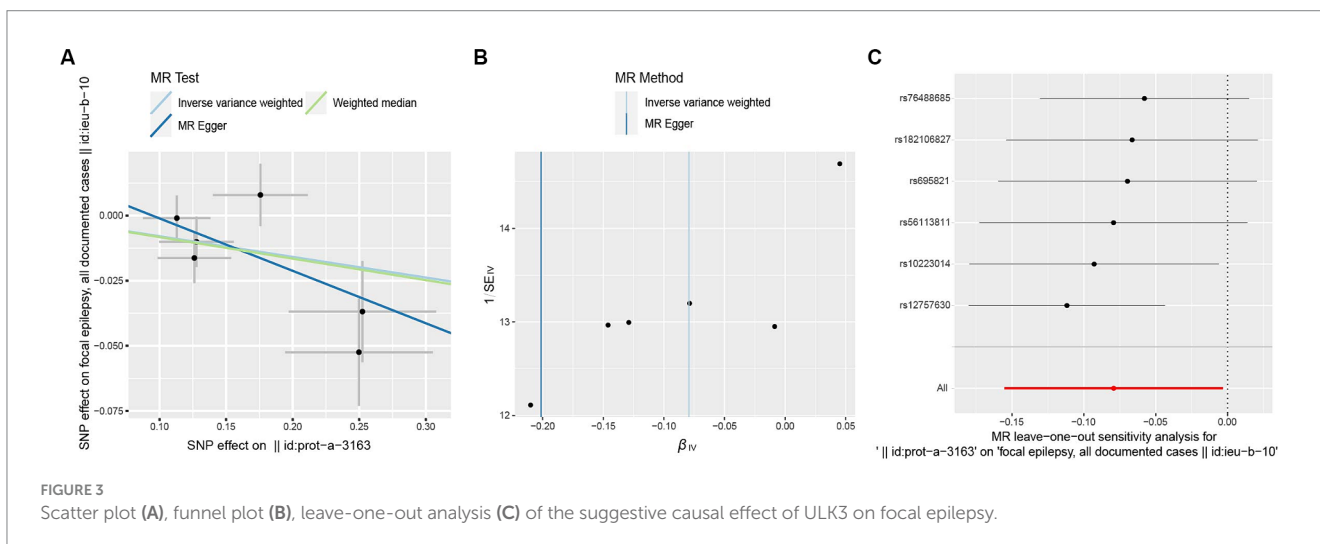 A
MR Test
Inverse variance weighted
Weighted median
MR Egger
SNP effect on focal epilepsy, all documented cases || id:ieu-b-10
0.000
−0.025
−0.050
−0.075
0.10 0.15 0.20 0.25 0.30
SNP effect on || id:prot-a-3163
B
MR Method
Inverse variance weighted
MR Egger
1/SEIV
14
13
12
−0.20 −0.15 −0.10 −0.05 0.00 0.05
βIV
C
rs76488685
rs182106827
rs695821
rs56113811
rs10223014
rs12757630
All
−0.15 −0.10 −0.05 0.00
MR leave−one−out sensitivity analysis for
' || id:prot−a−3163' on 'focal epilepsy, all documented cases || id:ieu−b−10'
FIGURE 3
Scatter plot (A), funnel plot (B), leave-one-out analysis (C) of the suggestive causal effect of ULK3 on focal epilepsy.